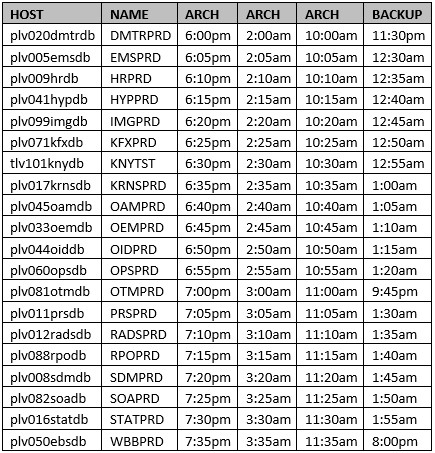 HOST NAME ARCH ARCH ARCH BACKUP
plv020dmtrdb DMTRPRD 6:00pm 2:00am 10:00am 11:30pm
plv005emsdb EMSPRD 6:05pm 2:05am 10:05am 12:30am
plv009hrdb HRPRD 6:10pm 2:10am 10:10am 12:35am
plv041hypdb HYPPRD 6:15pm 2:15am 10:15am 12:40am
plv099imgdb IMGPRD 6:20pm 2:20am 10:20am 12:45am
plv071kfxdb KFXPRD 6:25pm 2:25am 10:25am 12:50am
tlv101knydb KNYTST 6:30pm 2:30am 10:30am 12:55am
plv017krnsdb KRNSPRD 6:35pm 2:35am 10:35am 1:00am
plv045oamdb OAMPRD 6:40pm 2:40am 10:40am 1:05am
plv033oemdb OEMPRD 6:45pm 2:45am 10:45am 1:10am
plv044oiddb OIDPRD 6:50pm 2:50am 10:50am 1:15am
plv060opsdb OPSPRD 6:55pm 2:55am 10:55am 1:20am
plv081otmdb OTMPRD 7:00pm 3:00am 11:00am 9:45pm
plv011prsdb PRSPRD 7:05pm 3:05am 11:05am 1:30am
plv012radsdb RADSPRD 7:10pm 3:10am 11:10am 1:35am
plv088rpodb RPOPRD 7:15pm 3:15am 11:15am 1:40am
plv008sdmdb SDMPRD 7:20pm 3:20am 11:20am 1:45am
plv082soadb SOAPRD 7:25pm 3:25am 11:25am 1:50am
plv016statdb STATPRD 7:30pm 3:30am 11:30am 1:55am
plv050ebsdb WBBPRD 7:35pm 3:35am 11:35am 8:00pm